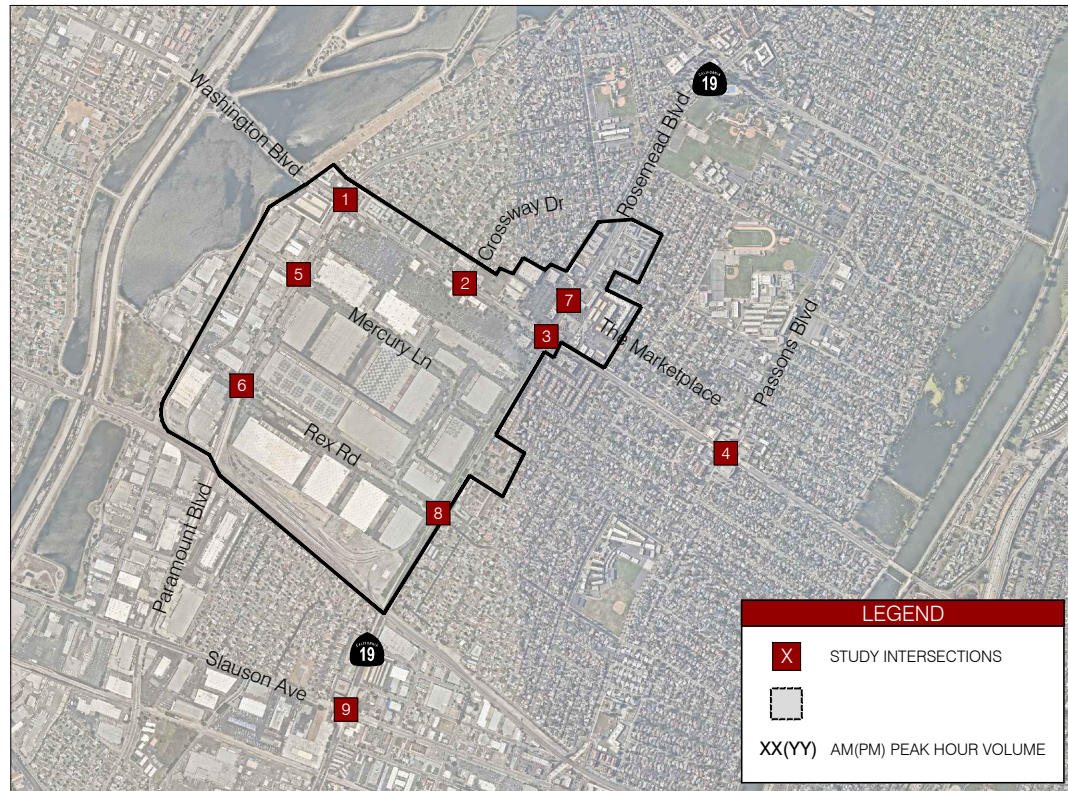 CALIFORNIA
19
Washington Blvd
Rosemead Blvd
1
Crossway Dr
5
2
7
Mercury Ln
3
The Marketplace
Passons Blvd
6
Rex Rd
4
8
Paramount Blvd
LEGEND
X STUDY INTERSECTIONS
CALIFORNIA
19
Slauson Ave
9
XX(YY) AM(PM) PEAK HOUR VOLUME